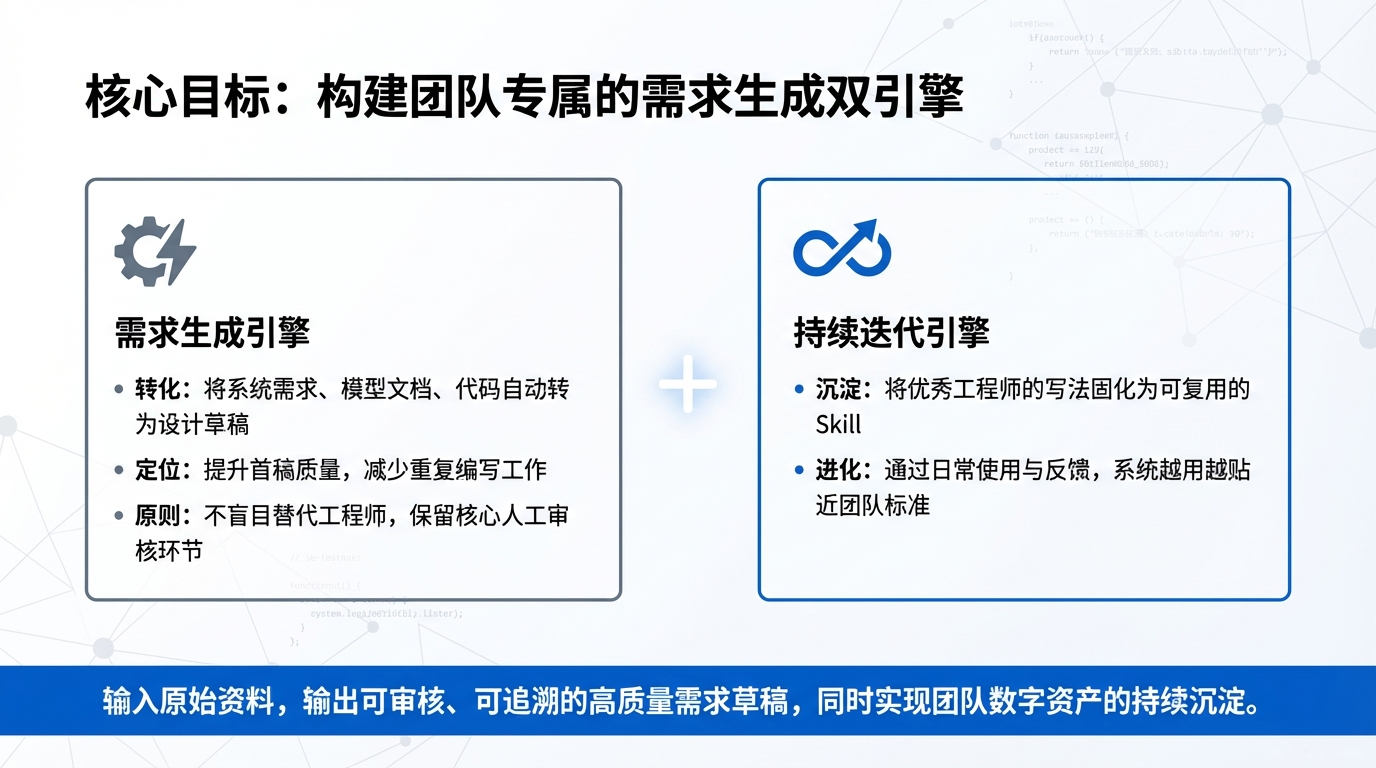 核心目标：构建团队专属的需求生成双引擎
需求生成引擎
• 转化：将系统需求、模型文档、代码自动转
为设计草稿
• 定位：提升首稿质量，减少重复编写工作
• 原则：不盲目替代工程师，保留核心人工审
核环节
持续迭代引擎
• 沉淀：将优秀工程师的写法固化为可复用的
Skill
• 进化：通过日常使用与反馈，系统越用越贴
近团队标准
输入原始资料，输出可审核、可追溯的高质量需求草稿，同时实现团队数字资产的持续沉淀。